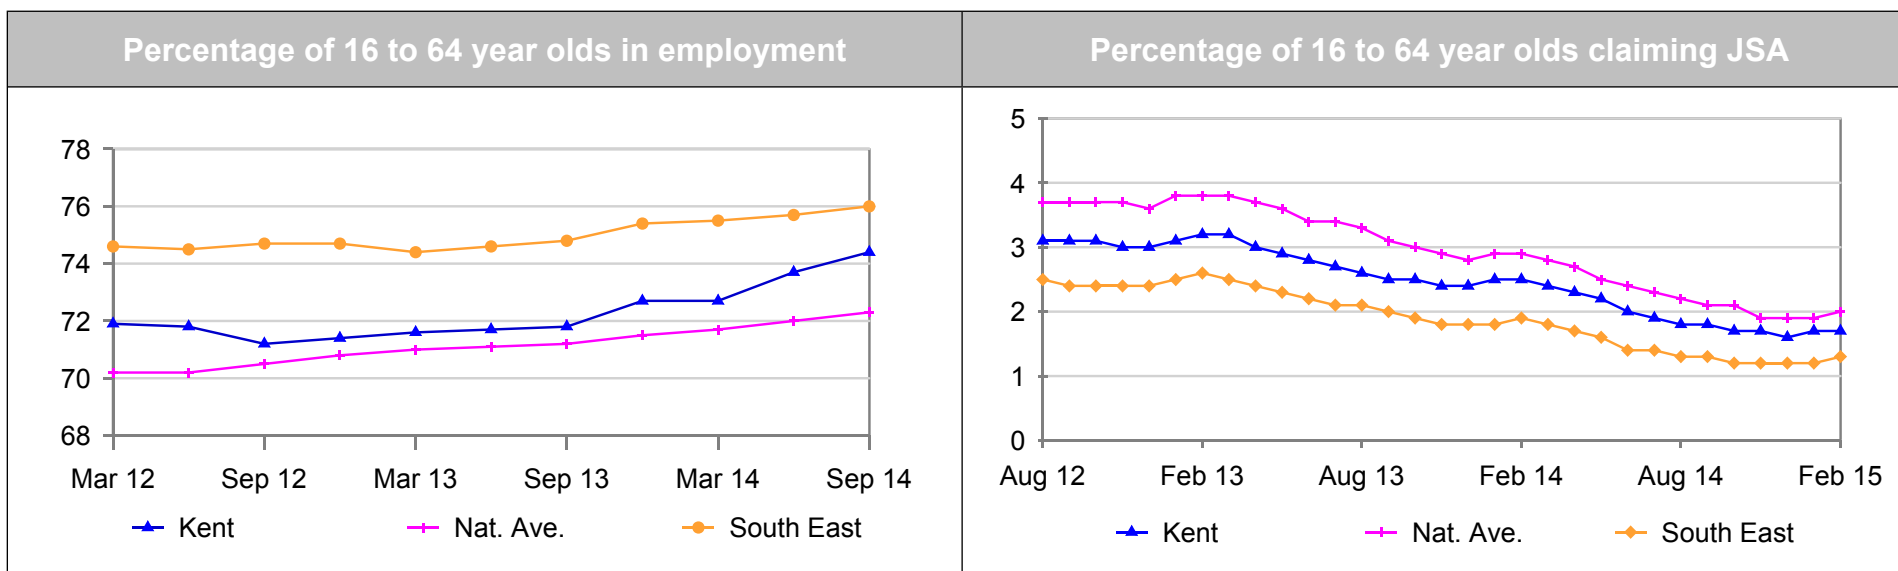 Percentage of 16 to 64 year olds in employment
78
76
74
72
70
68
Mar 12 Sep 12 Mar 13 Sep 13 Mar 14 Sep 14
Kent Nat. Ave. South East
Percentage of 16 to 64 year olds claiming JSA
5
4
3
2
1
0
Aug 12 Feb 13 Aug 13 Feb 14 Aug 14 Feb 15
Kent Nat. Ave. South East